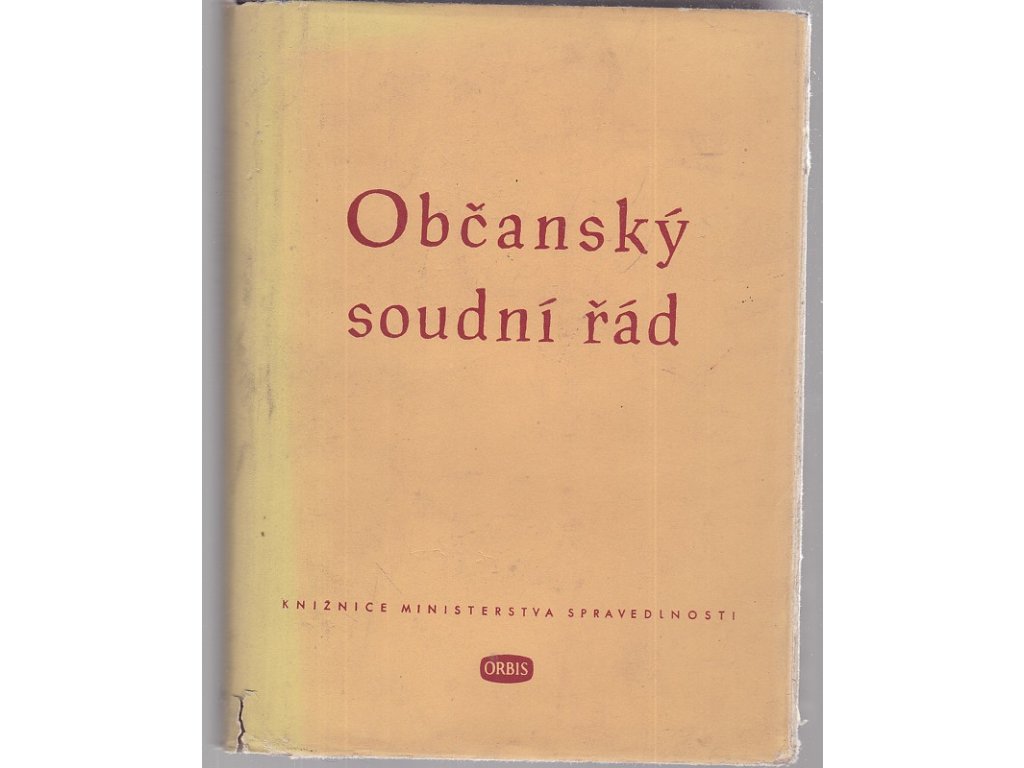 Občanský
soudní řád
KNIŽNICE MINISTERSTVA SPRAVEDLNOSTI
ORBIS